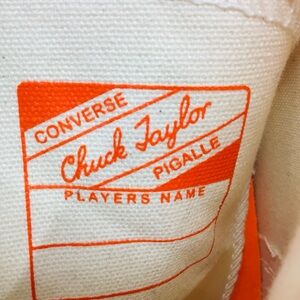 CONVERSE
Chuck Taylor
PIGALLE
PLAYERS NAME